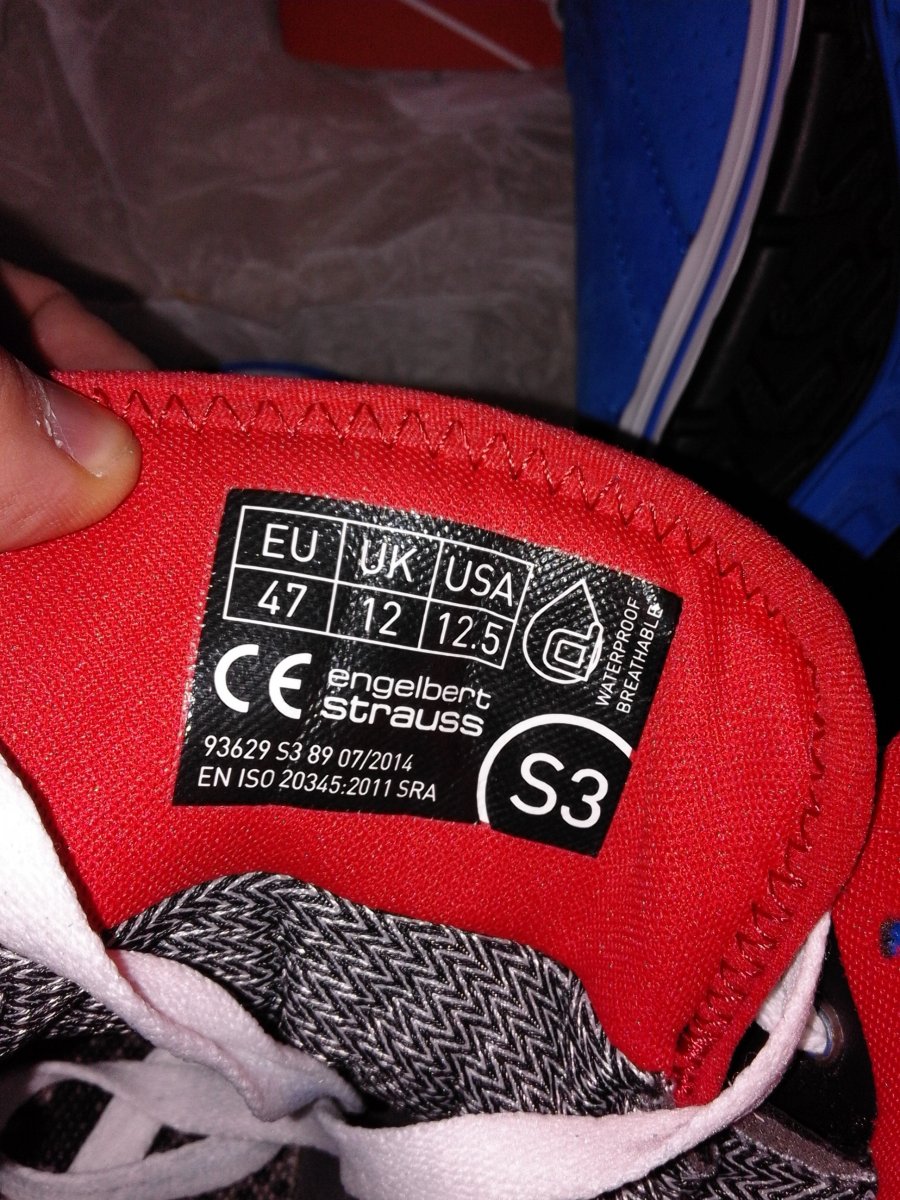 EU UK USA
47 12 12.5
WATERPROOF
BREATHABLE
CE
engelbert
strauss
93629 S3 89 07/2014
EN ISO 20345:2011 SRA
S3